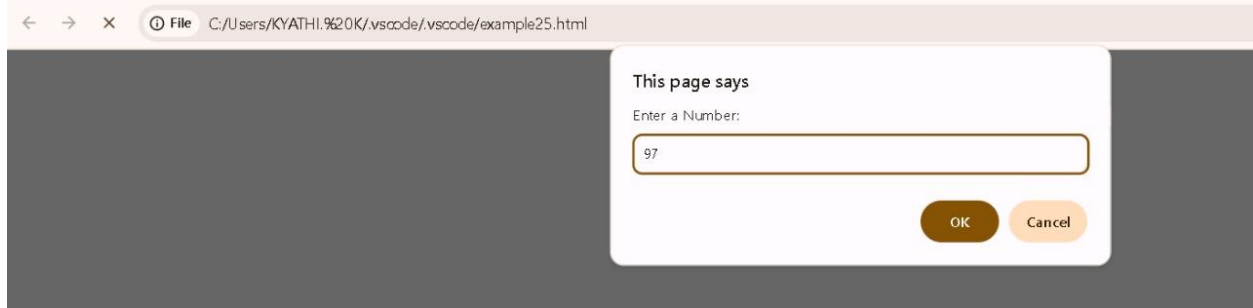 File C:/Users/KYATHI.%20K/.vscode/.vscode/example25.html
This page says
Enter a Number:
97
OK Cancel